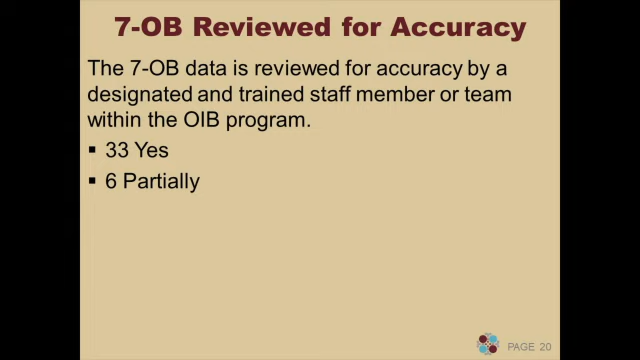 7-OB Reviewed for Accuracy
The 7-OB data is reviewed for accuracy by a
designated and trained staff member or team
within the OIB program.
▪ 33 Yes
▪ 6 Partially
PAGE 20